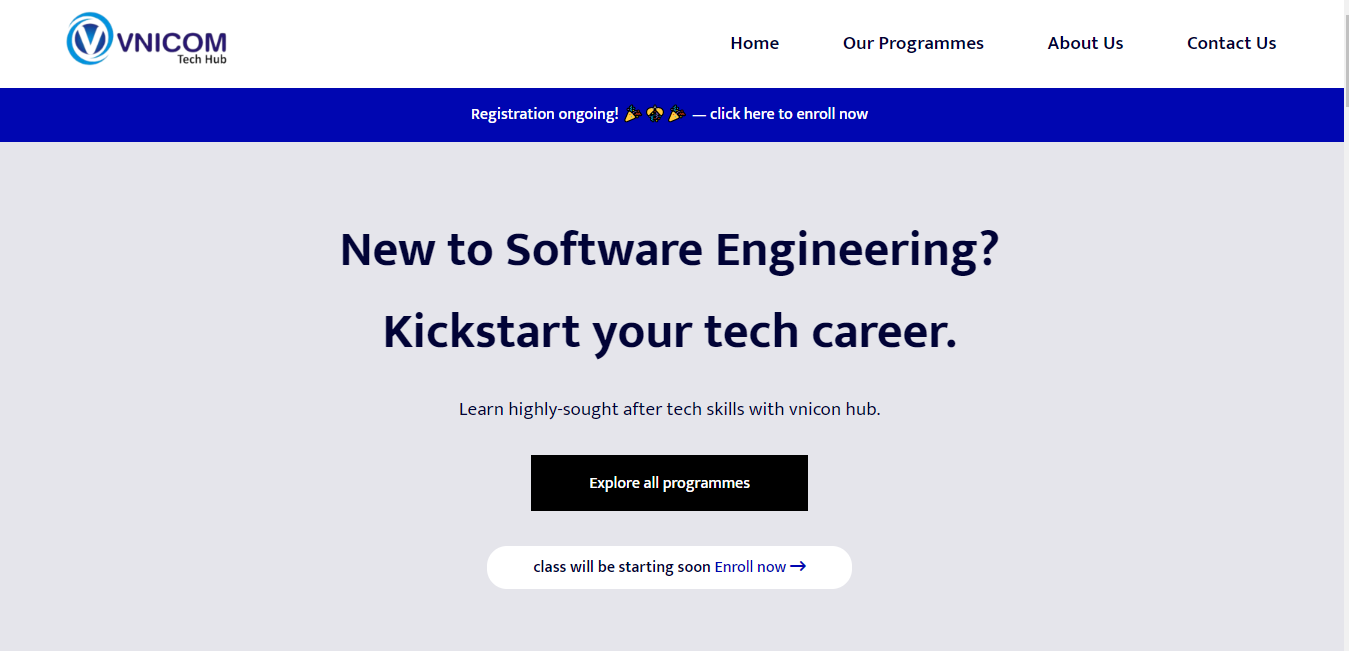 VNICOM
Tech Hub
Home
Our Programmes
About Us
Contact Us
Registration ongoing! 🎉 🐝 🎉 — click here to enroll now
New to Software Engineering?
Kickstart your tech career.
Learn highly-sought after tech skills with vnicon hub.
Explore all programmes
class will be starting soon Enroll now →